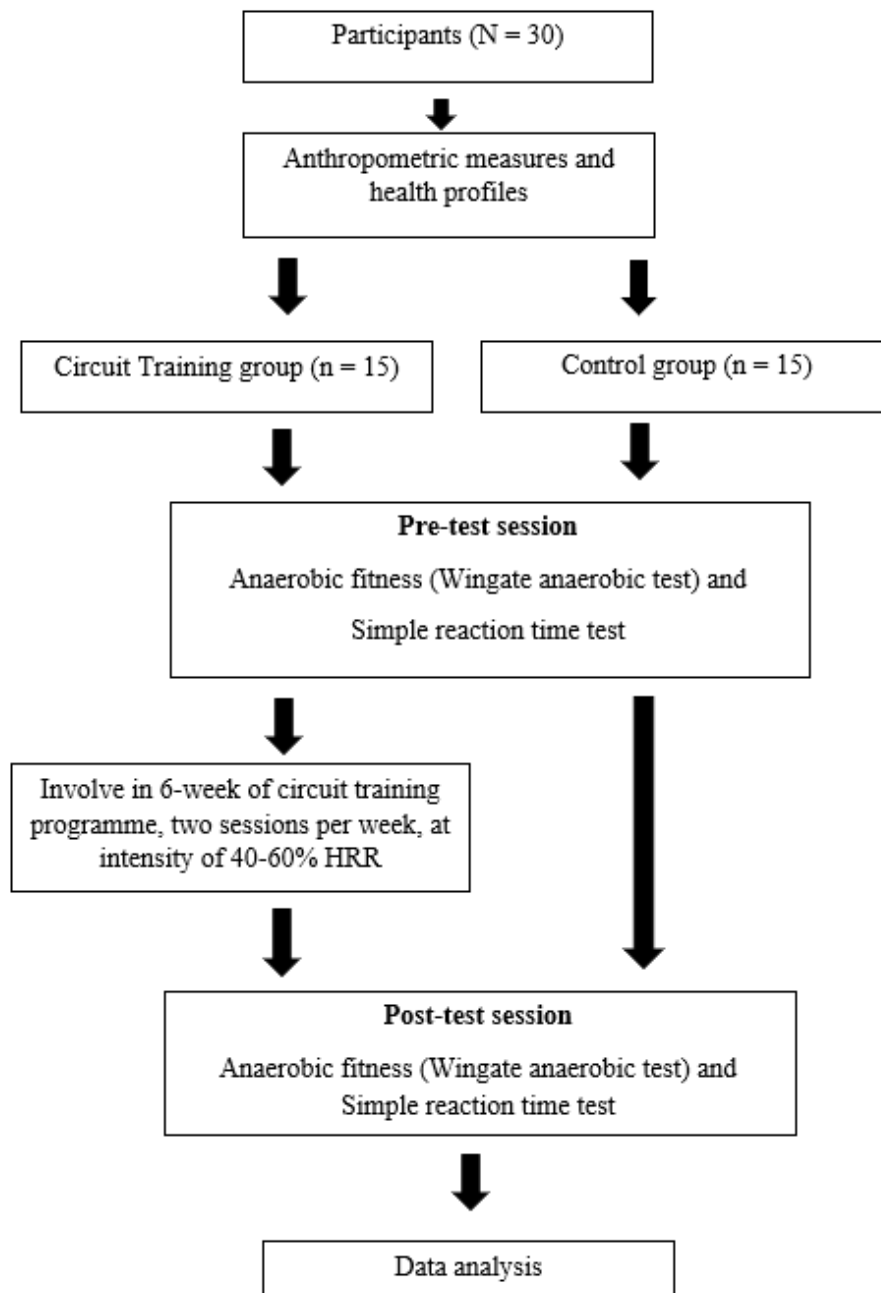 Participants (N = 30)
Anthropometric measures and
health profiles
Circuit Training group (n = 15)
Control group (n = 15)
Pre-test session
Anaerobic fitness (Wingate anaerobic test) and
Simple reaction time test
Involve in 6-week of circuit training
programme, two sessions per week, at
intensity of 40-60% HRR
Post-test session
Anaerobic fitness (Wingate anaerobic test) and
Simple reaction time test
Data analysis